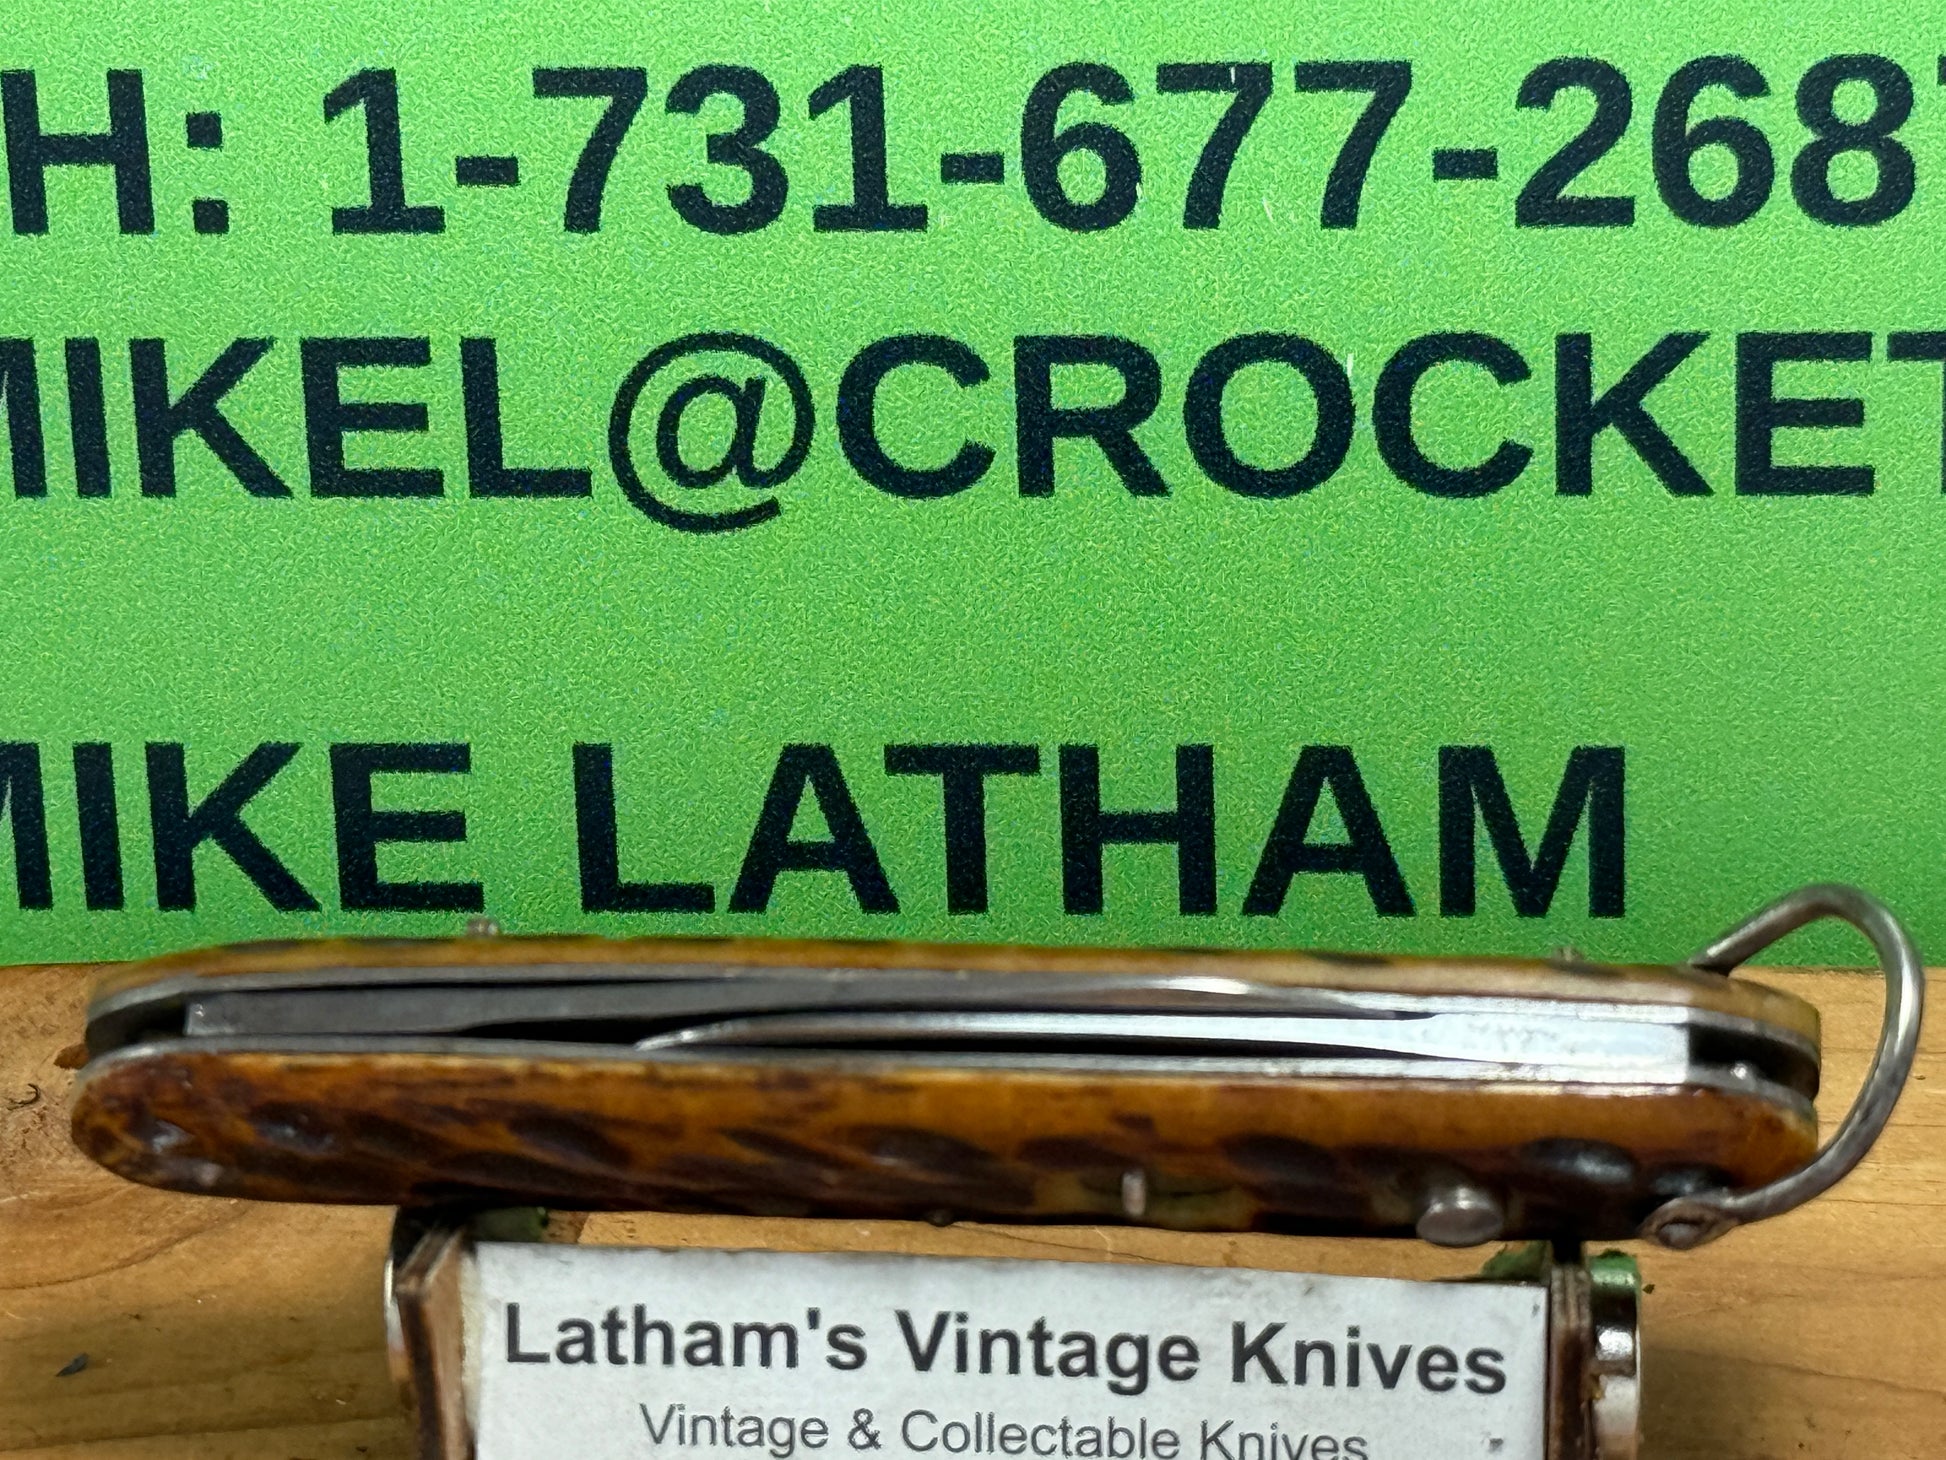 H: 1-731-677-268
MIKEL@CROCKET
MIKE LATHAM
Latham's Vintage Knives
Vintage & Collectable Knives